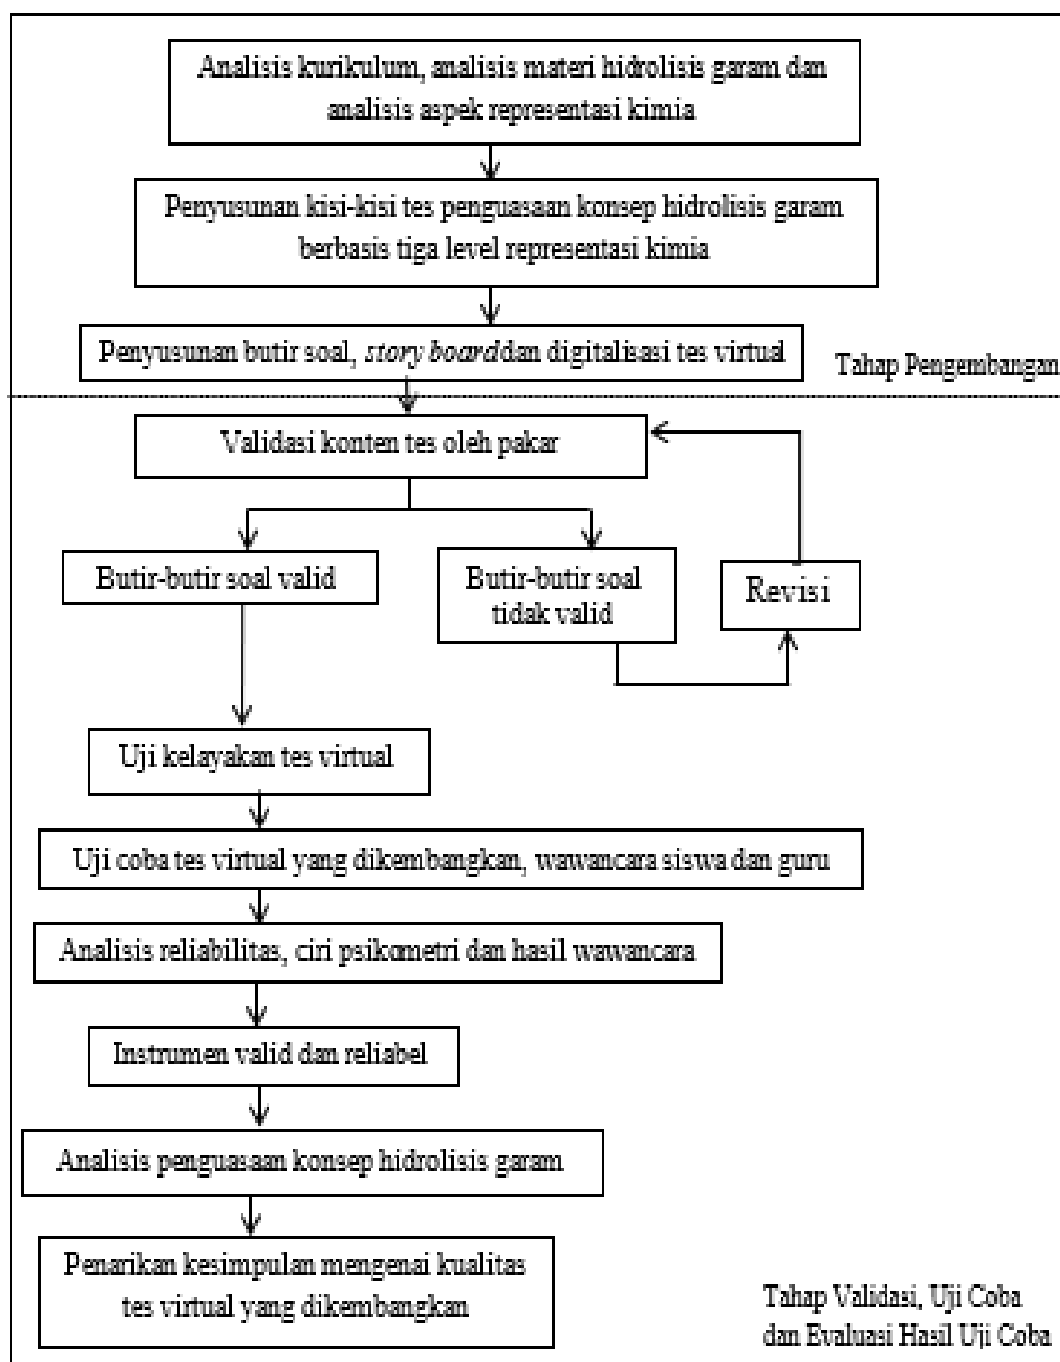 Analisis kurikulum, analisis materi hidrolisis garam dan
analisis aspek representasi kimia
Penyusunan kisi-kisi tes penguasaan konsep hidrolisis garam
berbasis tiga level representasi kimia
Penyusunan butir soal, story boarddan digitalisasi tes virtual
Tahap Pengembangan
Validasi konten tes oleh pakar
Butir-butir soal valid
Butir-butir soal
tidak valid
Revisi
Uji kelayakan tes virtual
Uji coba tes virtual yang dikembangkan, wawancara siswa dan guru
Analisis reliabilitas, ciri psikometri dan hasil wawancara
Instrumen valid dan reliabel
Analisis penguasaan konsep hidrolisis garam
Penarikan kesimpulan mengenai kualitas
tes virtual yang dikembangkan
Tahap Validasi, Uji Coba
dan Evaluasi Hasil Uji Coba